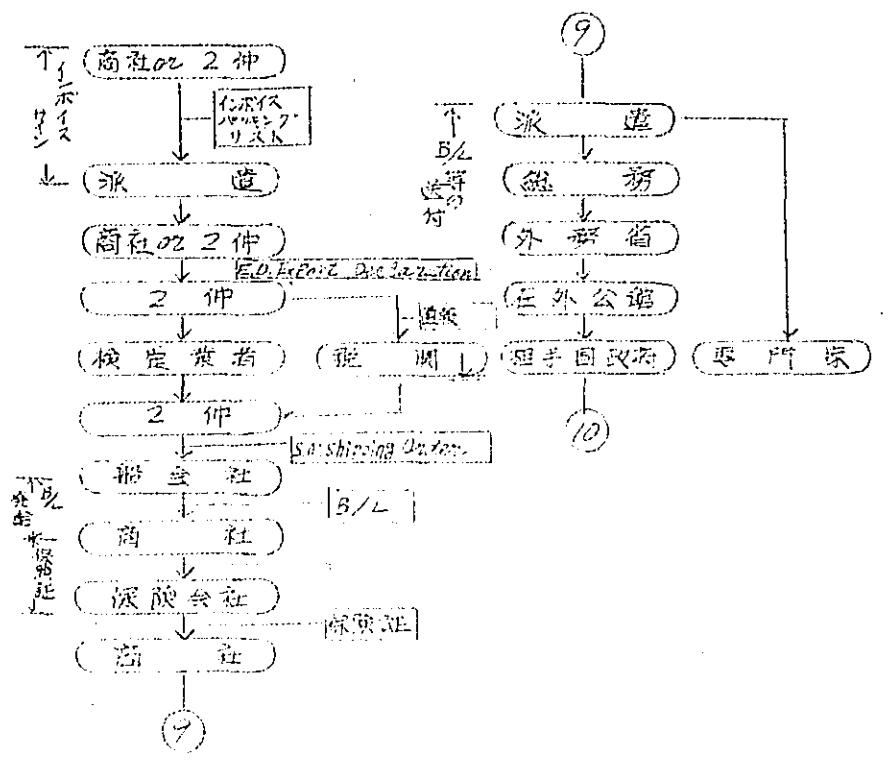 商社or 2仲
インボイス
サイン
インボイス
パッキング
リスト
派 遣
商社or 2仲
E.D. Export Declaration
2 仲
検 定 業 者
税 関
2 仲
S.O. Shipping Order.
船 会 社
B/L
B/L
発給
保険証
商 社
保険会社
保険証
商 社
9
9
派 遣
B/L
等の
送付
総 務
外 務 省
在外公館
相手国政府
専 門 家
10